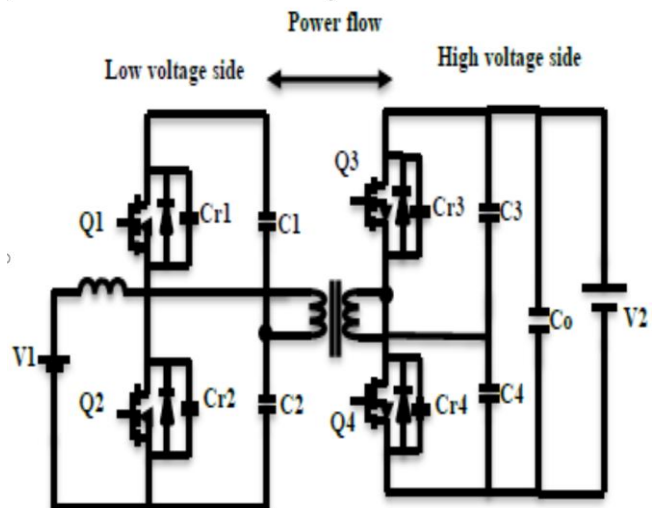 Power flow
Low voltage side
High voltage side
Q1
Cr1
C1
Q3
Cr3
C3
V1
Q2
Cr2
C2
Q4
Cr4
C4
Co
V2